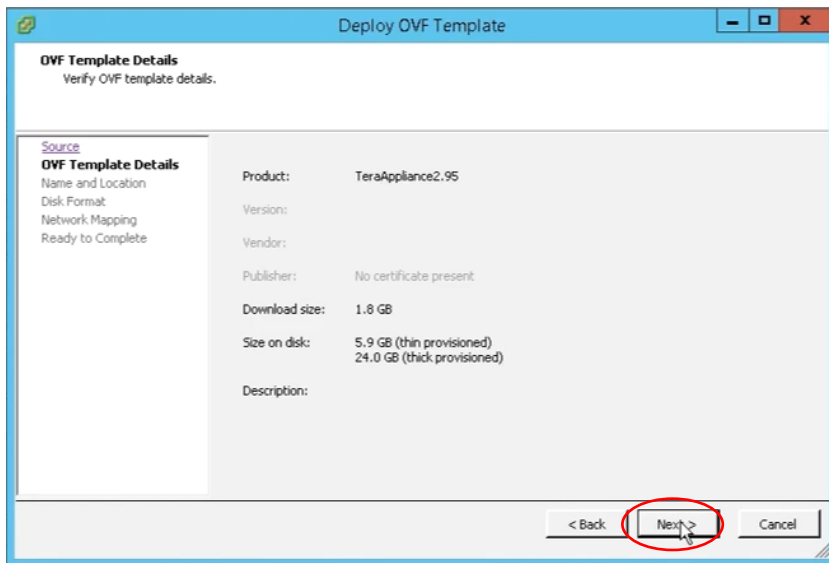 Deploy OVF Template
OVF Template Details
Verify OVF template details.
Source
OVF Template Details
Name and Location
Disk Format
Network Mapping
Ready to Complete
Product: TeraAppliance2.95
Version:
Vendor:
Publisher: No certificate present
Download size: 1.8 GB
Size on disk: 5.9 GB (thin provisioned)
24.0 GB (thick provisioned)
Description:
< Back Next > Cancel